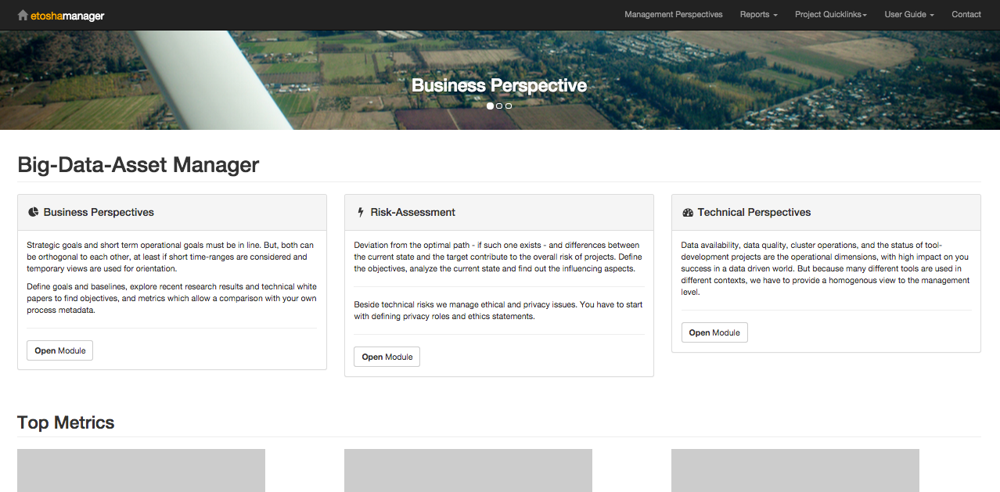 etoshamanager
Management Perspectives
Reports
Project Quicklinks
User Guide
Contact
Business Perspective
Big-Data-Asset Manager
Business Perspectives
Strategic goals and short term operational goals must be in line. But, both can
be orthogonal to each other, at least if short time-ranges are considered and
temporary views are used for orientation.
Define goals and baselines, explore recent research results and technical white
papers to find objectives, and metrics which allow a comparison with your own
process metadata.
Open Module
Risk-Assessment
Deviation from the optimal path - if such one exists - and differences between
the current state and the target contribute to the overall risk of projects. Define
the objectives, analyze the current state and find out the influencing aspects.
Beside technical risks we manage ethical and privacy issues. You have to start
with defining privacy roles and ethics statements.
Open Module
Technical Perspectives
Data availability, data quality, cluster operations, and the status of tool-
development projects are the operational dimensions, with high impact on you
success in a data driven world. But because many different tools are used in
different contexts, we have to provide a homogenous view to the management
level.
Open Module
Top Metrics